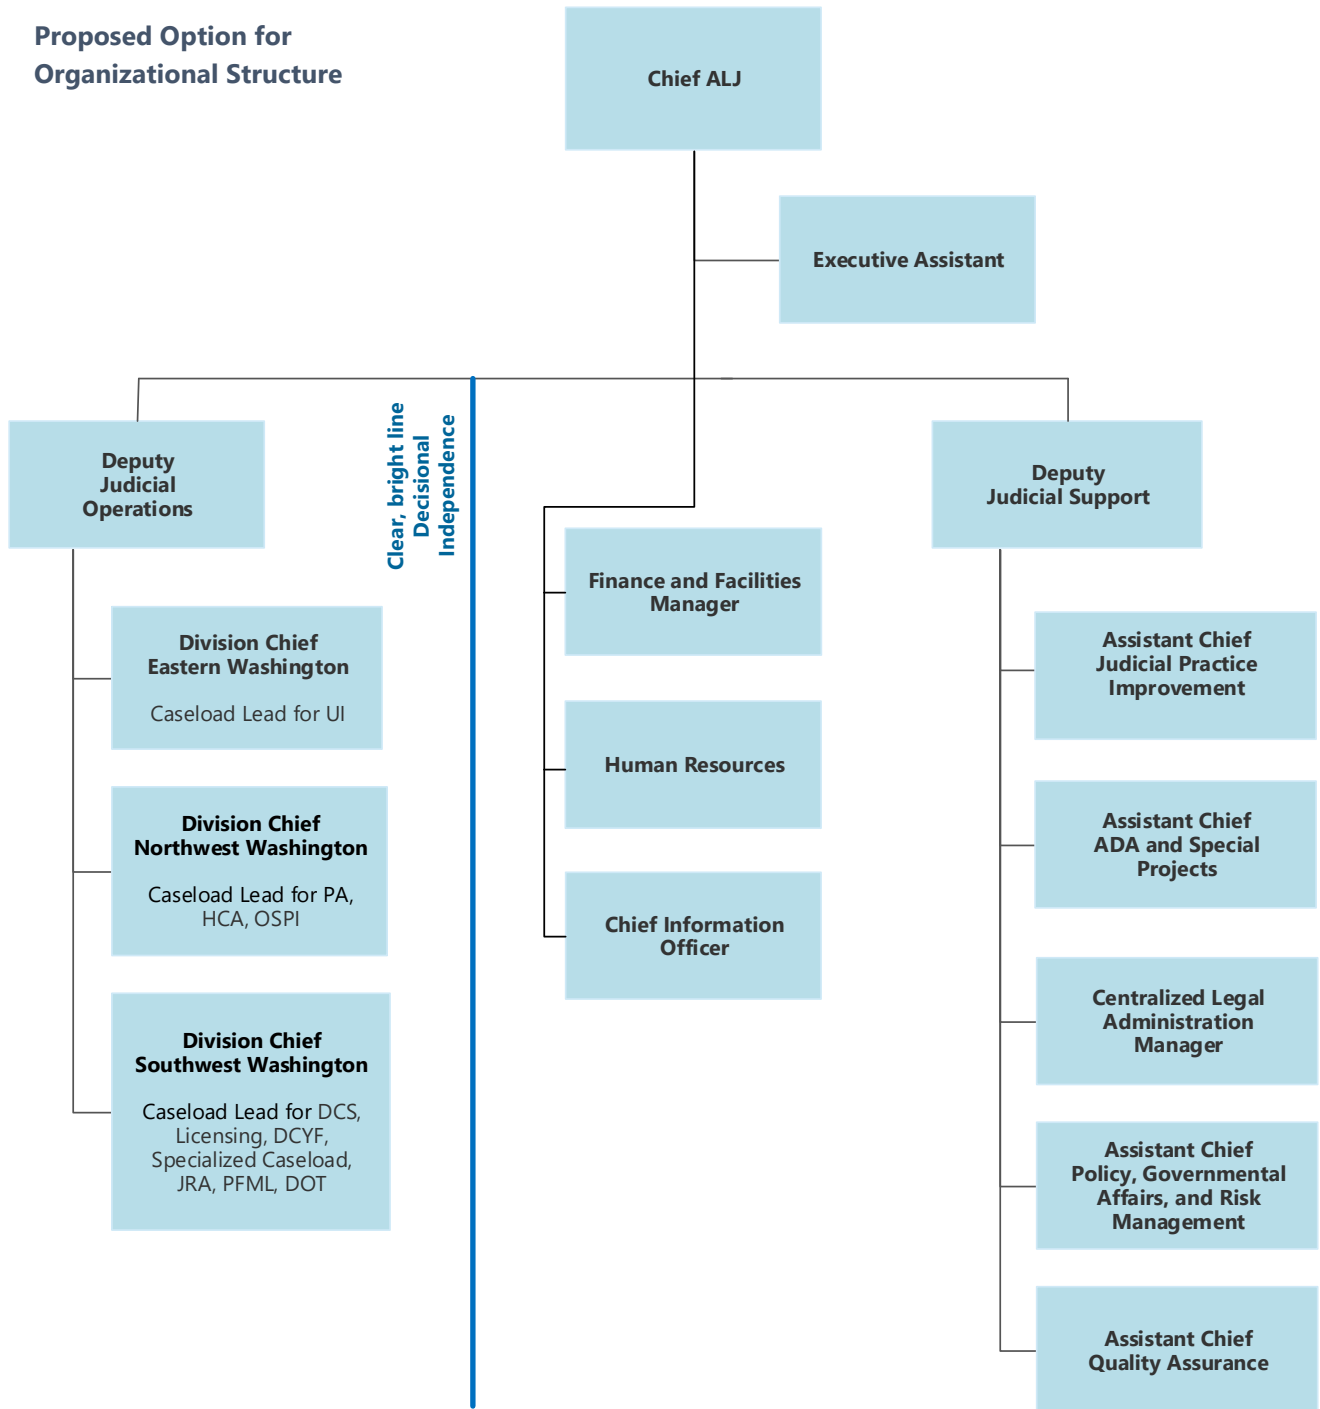 Proposed Option for
Organizational Structure
Chief ALJ
Executive Assistant
Deputy
Judicial
Operations
Division Chief
Eastern Washington
Caseload Lead for UI
Division Chief
Northwest Washington
Caseload Lead for PA,
HCA, OSPI
Division Chief
Southwest Washington
Caseload Lead for DCS,
Licensing, DCYF,
Specialized Caseload,
JRA, PFML, DOT
Clear, bright line
Decisional
Independence
Finance and Facilities
Manager
Human Resources
Chief Information
Officer
Deputy
Judicial Support
Assistant Chief
Judicial Practice
Improvement
Assistant Chief
ADA and Special
Projects
Centralized Legal
Administration
Manager
Assistant Chief
Policy, Governmental
Affairs, and Risk
Management
Assistant Chief
Quality Assurance